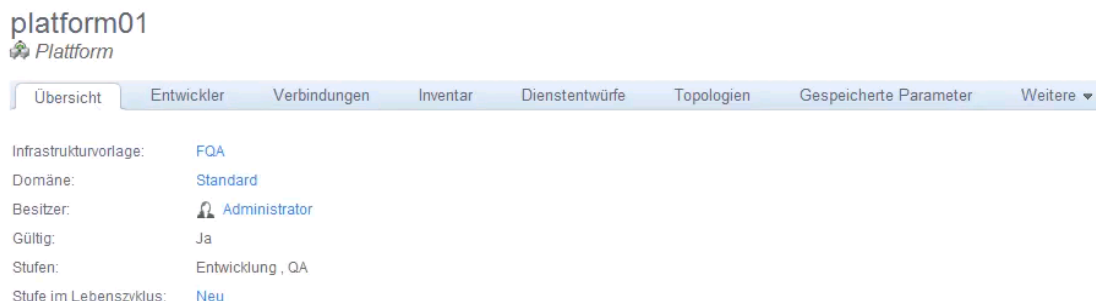 platform01
Plattform
Übersicht Entwickler Verbindungen Inventar Dienstentwürfe Topologien Gespeicherte Parameter Weitere
Infrastrukturvorlage: FQA
Domäne: Standard
Besitzer: Administrator
Gültig: Ja
Stufen: Entwicklung , QA
Stufe im Lebenszyklus: Neu